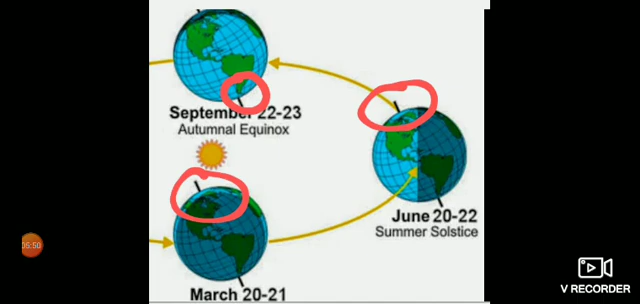 September 22-23
Autumnal Equinox
June 20-22
Summer Solstice
March 20-21
05:50
V RECORDER